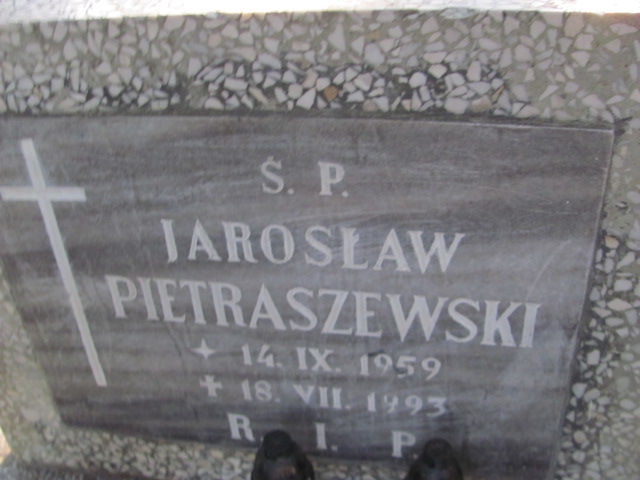 Ś. P.
JAROSŁAW
PIETRASZEWSKI
14. IX. 1959
18. VII. 1993
R. I. P.